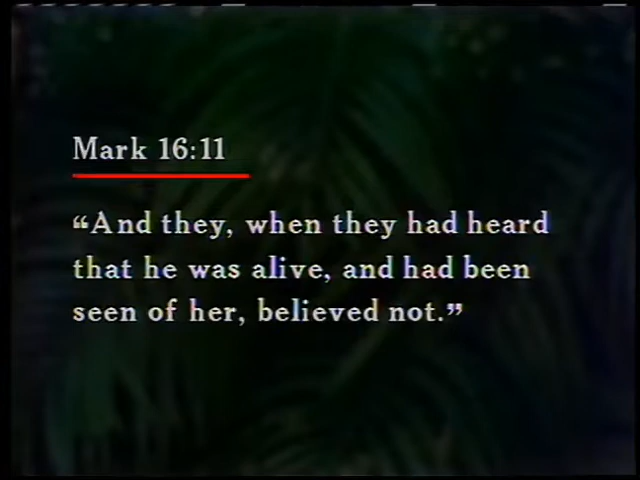 Mark 16:11
“And they, when they had heard
that he was alive, and had been
seen of her, believed not.”